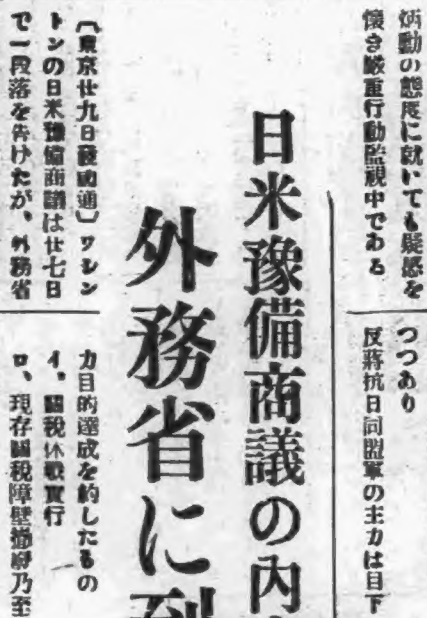 炳勳の態度に就いても疑惑を
懐き厳重行動監視中である
つつあり
反蔣抗日同盟軍の主力は目下
日米豫備商議の內
外務省に到
〔東京廿九日發國通〕ワシン
トンの日米豫備商議は廿七日
で一段落を告げたが、外務省
力目的達成を約したるもの
イ、關稅休戰實行
ロ、現存關稅障壁撤廢乃至